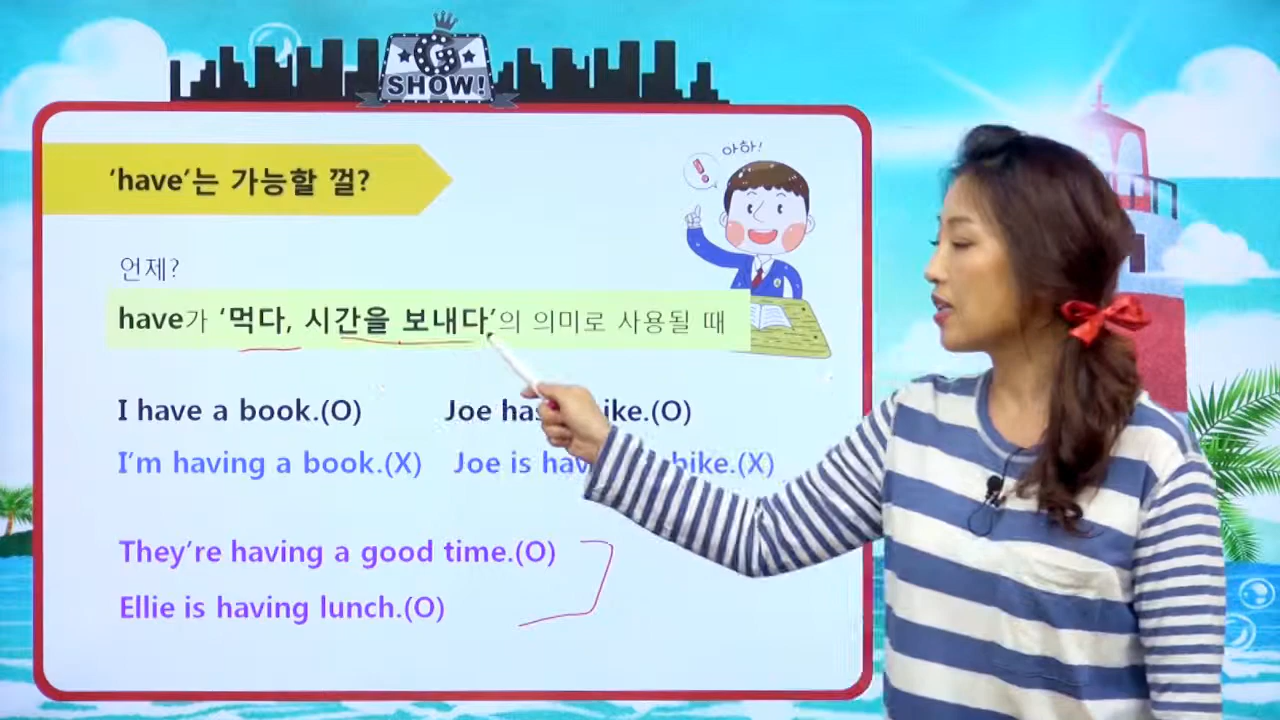 G
SHOW!
'have'는 가능할 껄?
아하!
!
언제?
have가 '먹다, 시간을 보내다'의 의미로 사용될 때
I have a book.(O) Joe has ike.(O)
I'm having a book.(X) Joe is hav bike.(X)
They're having a good time.(O)
Ellie is having lunch.(O)